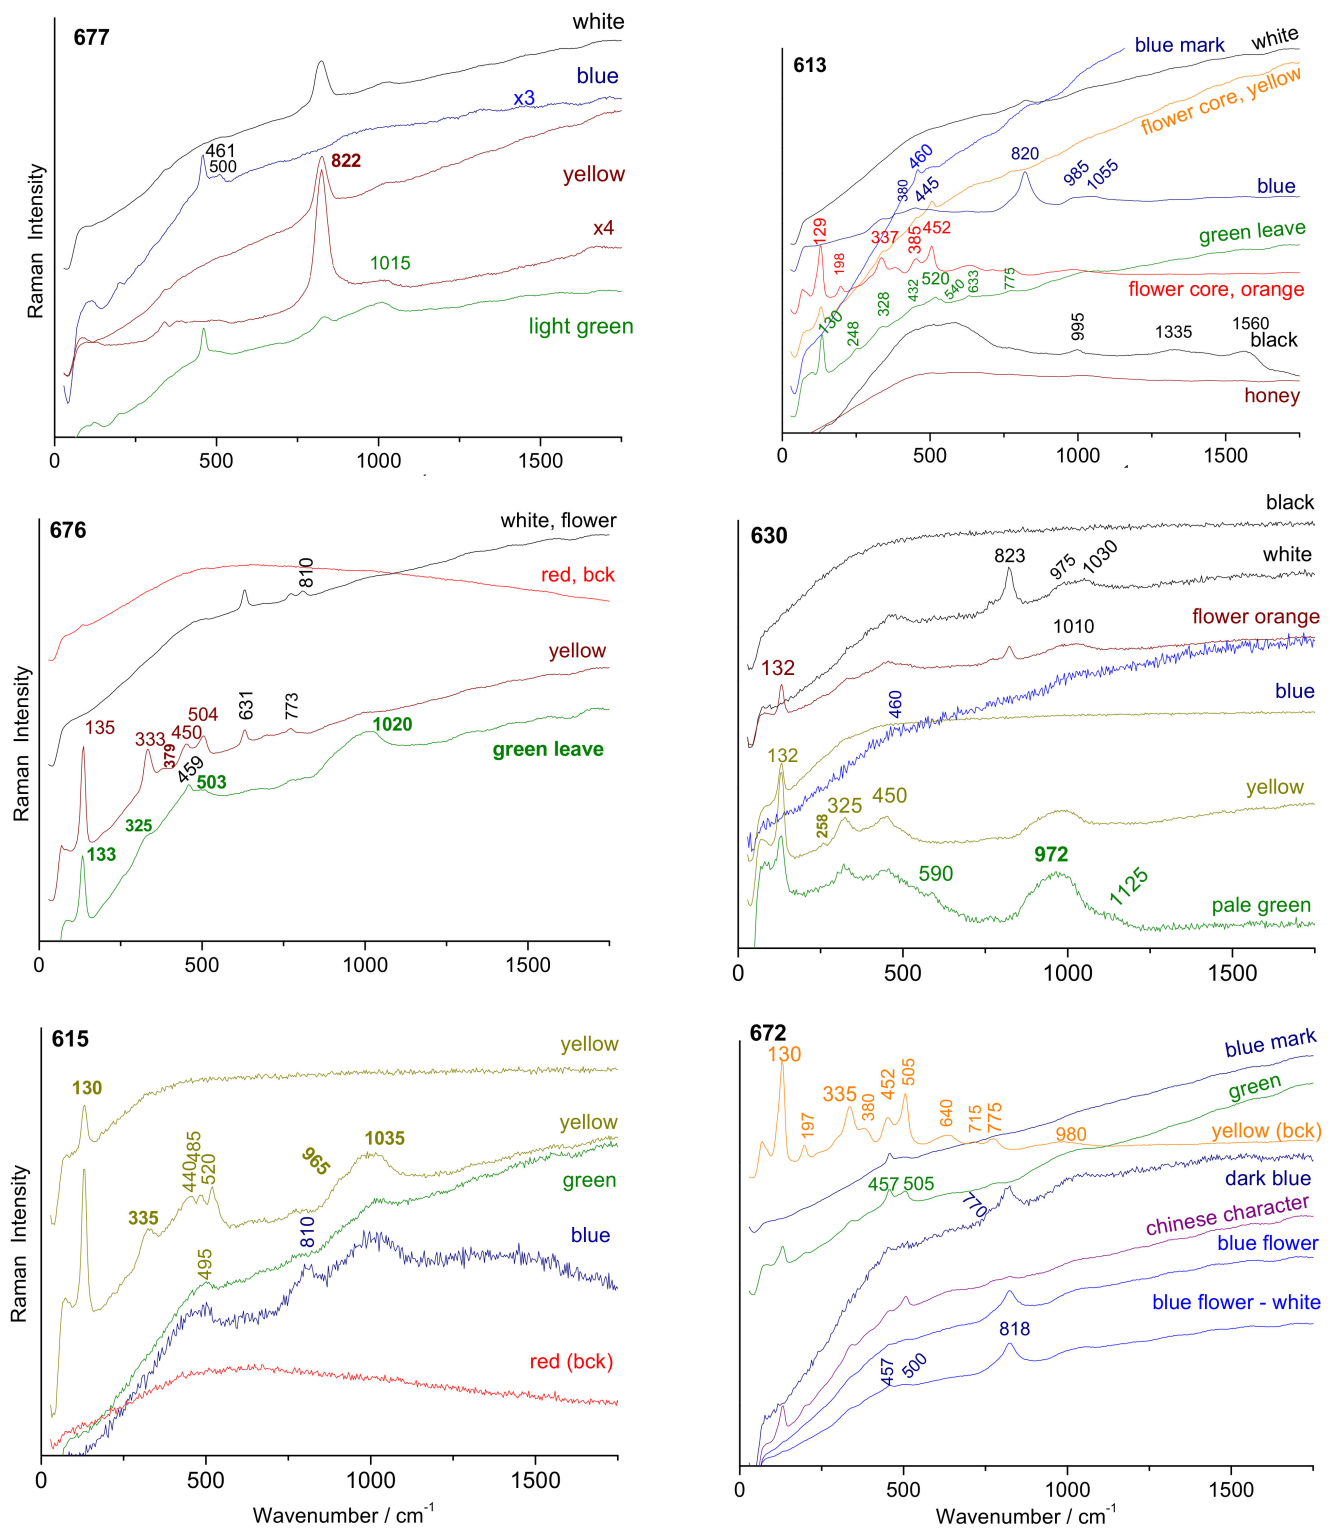 677
white
blue
x3
461
500
822
yellow
x4
1015
light green
Raman Intensity
0 500 1000 1500
613
blue mark
white
flower core, yellow
460
380
445
820
985
1055
blue
129
198
337
385
452
green leave
flower core, orange
130
248
328
432
520
540
633
775
995
1335
1560
black
honey
0 500 1000 1500
676
white, flower
810
red, bck
yellow
135
333
379
450
504
631
773
459
503
1020
green leave
325
133
Raman Intensity
0 500 1000 1500
630
black
white
823
975
1030
flower orange
1010
132
blue
460
132
yellow
258
325
450
590
972
1125
pale green
0 500 1000 1500
615
yellow
130
yellow
335
440
485
520
965
1035
green
blue
810
495
red (bck)
Raman Intensity
0 500 1000 1500
Wavenumber / cm-1
672
blue mark
130
197
335
380
452
505
640
715
775
980
green
yellow (bck)
457
505
dark blue
770
chinese character
blue flower
blue flower - white
818
457
500
0 500 1000 1500
Wavenumber / cm-1